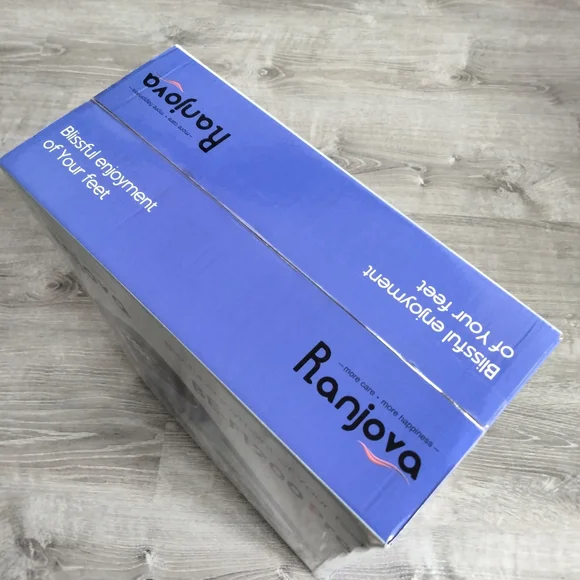 Ranjova
– more care • more happiness –
Blissful enjoyment
of Your feet
Blissful enjoyment
of Your feet
– more care • more happiness –
Ranjova